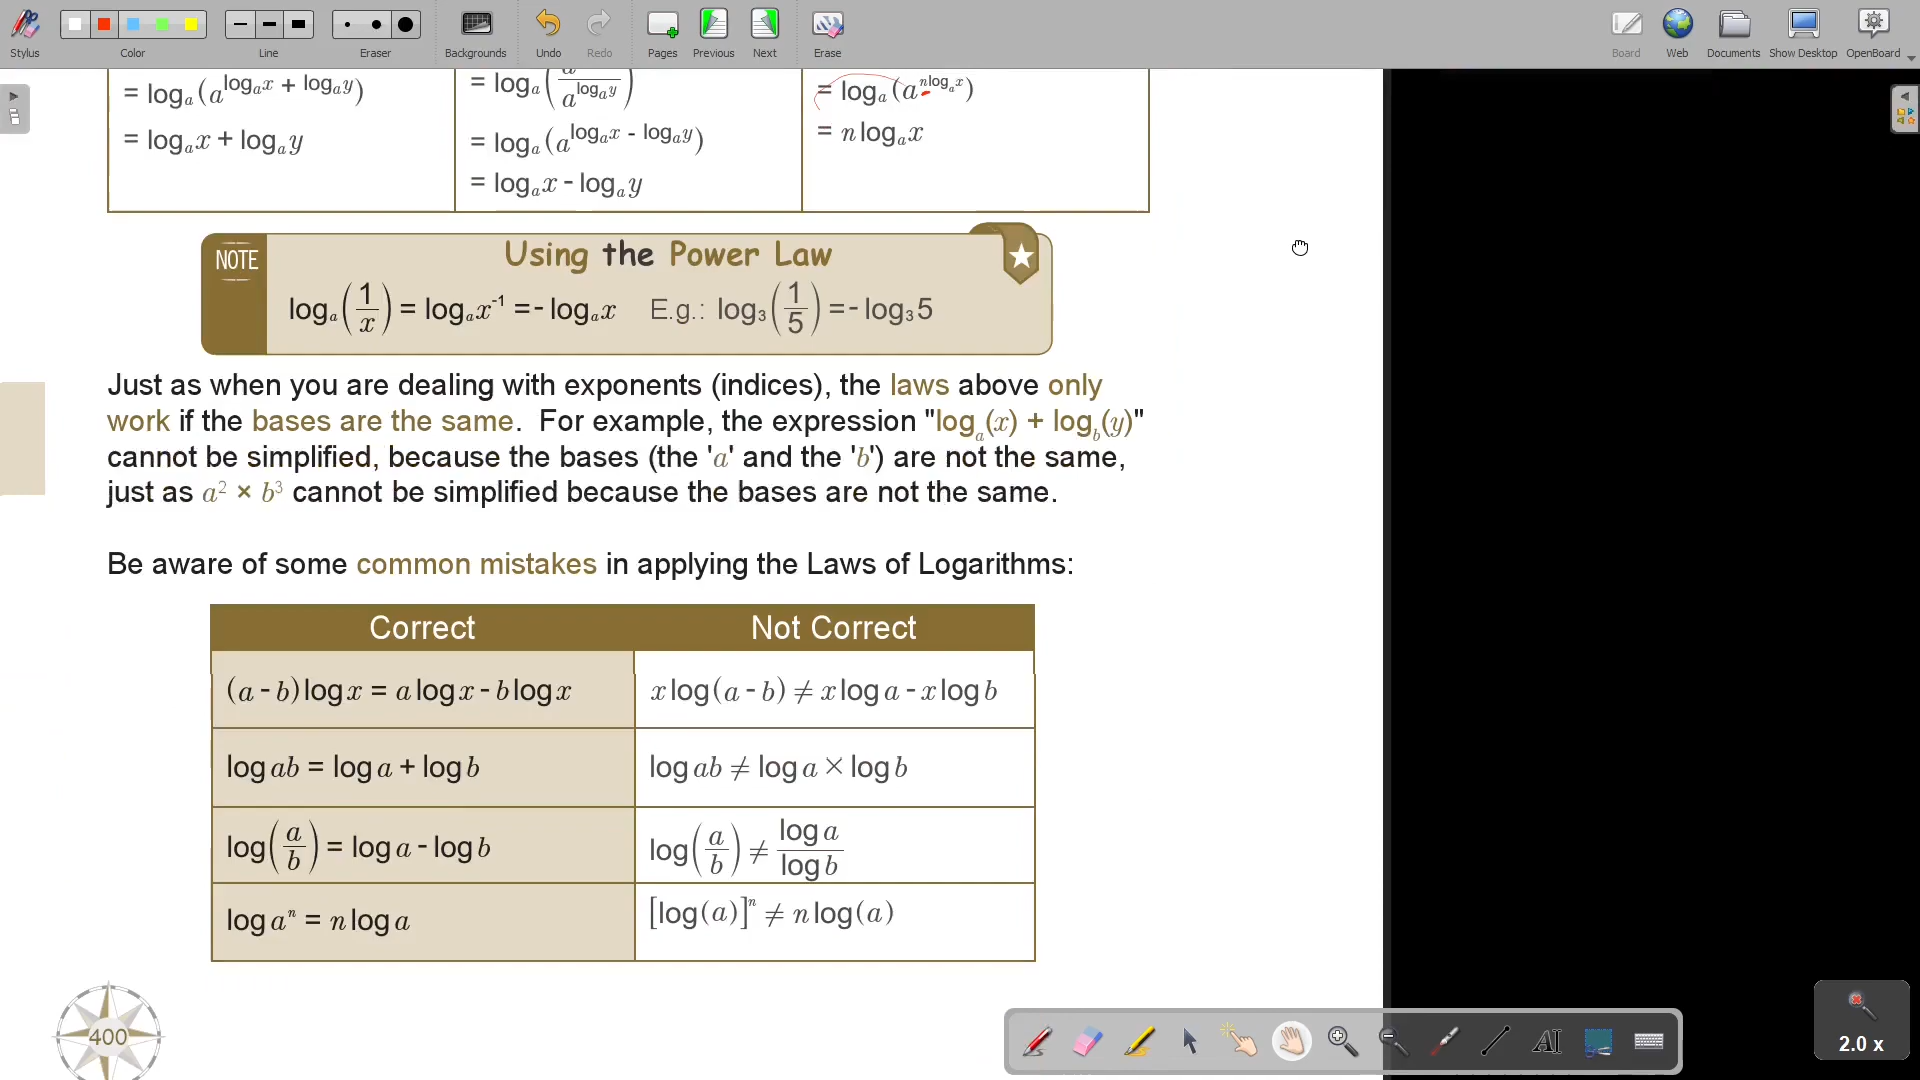 Stylus Color Line Eraser Backgrounds Undo Redo Pages Previous Next Erase Board Web Documents Show Desktop OpenBoard
= logₐ(a^(logₐx + logₐy))
= logₐx + logₐy
= logₐ(a/a^(logₐy))
= logₐ(a^(logₐx - logₐy))
= logₐx - logₐy
= logₐ(a^(nlogₐx))
= n logₐx
NOTE
Using the Power Law
logₐ(1/x) = logₐx⁻¹ = - logₐx E.g.: log₃(1/5) = - log₃5
Just as when you are dealing with exponents (indices), the laws above only
work if the bases are the same. For example, the expression "logₐ(x) + log_b(y)"
cannot be simplified, because the bases (the 'a' and the 'b') are not the same,
just as a² × b³ cannot be simplified because the bases are not the same.
Be aware of some common mistakes in applying the Laws of Logarithms:
Correct Not Correct
(a - b) log x = a log x - b log x x log(a - b) ≠ x log a - x log b
log ab = log a + log b log ab ≠ log a × log b
log(a/b) = log a - log b log(a/b) ≠ log a/log b
log aⁿ = n log a [log(a)]ⁿ ≠ n log(a)
400
AI
2.0 x